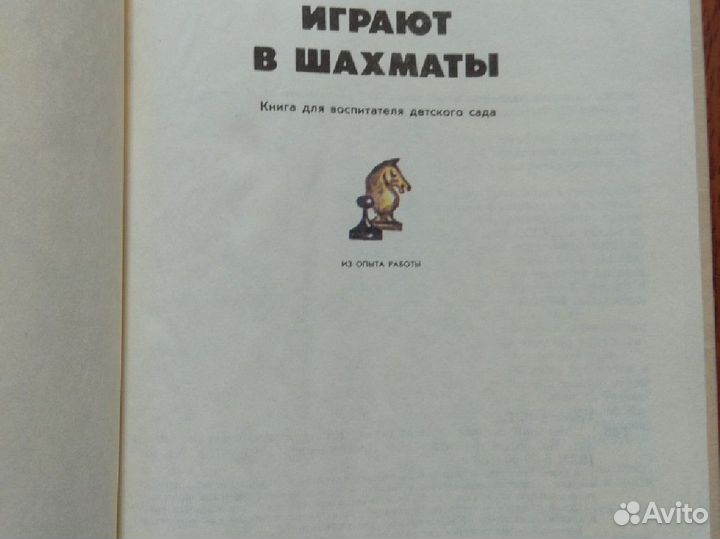 ИГРАЮТ
В ШАХМАТЫ
Книга для воспитателя детского сада
ИЗ ОПЫТА РАБОТЫ
Avito